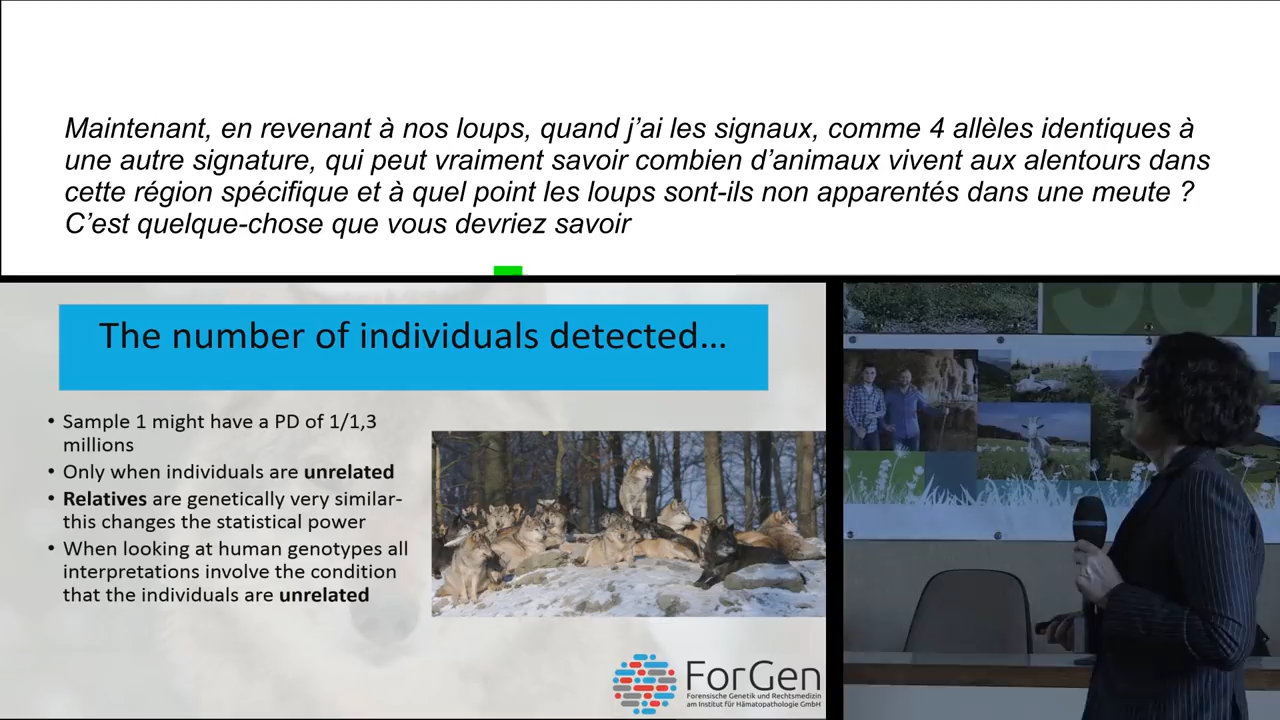 Maintenant, en revenant à nos loups, quand j’ai les signaux, comme 4 allèles identiques à
une autre signature, qui peut vraiment savoir combien d’animaux vivent aux alentours dans
cette région spécifique et à quel point les loups sont-ils non apparentés dans une meute ?
C’est quelque-chose que vous devriez savoir
The number of individuals detected...
• Sample 1 might have a PD of 1/1,3
millions
• Only when individuals are unrelated
• Relatives are genetically very similar-
this changes the statistical power
• When looking at human genotypes all
interpretations involve the condition
that the individuals are unrelated
ForGen
Forensische Genetik und Rechtsmedizin
am Institut für Hämatopathologie GmbH